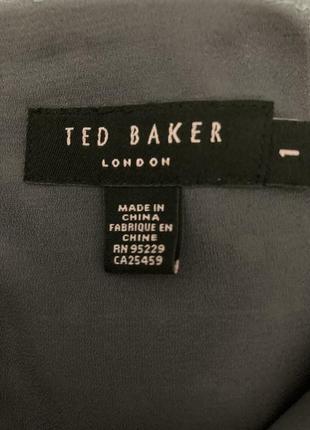 TED BAKER
LONDON
1
MADE IN
CHINA
FABRIQUE EN
CHINE
RN 95229
CA25459